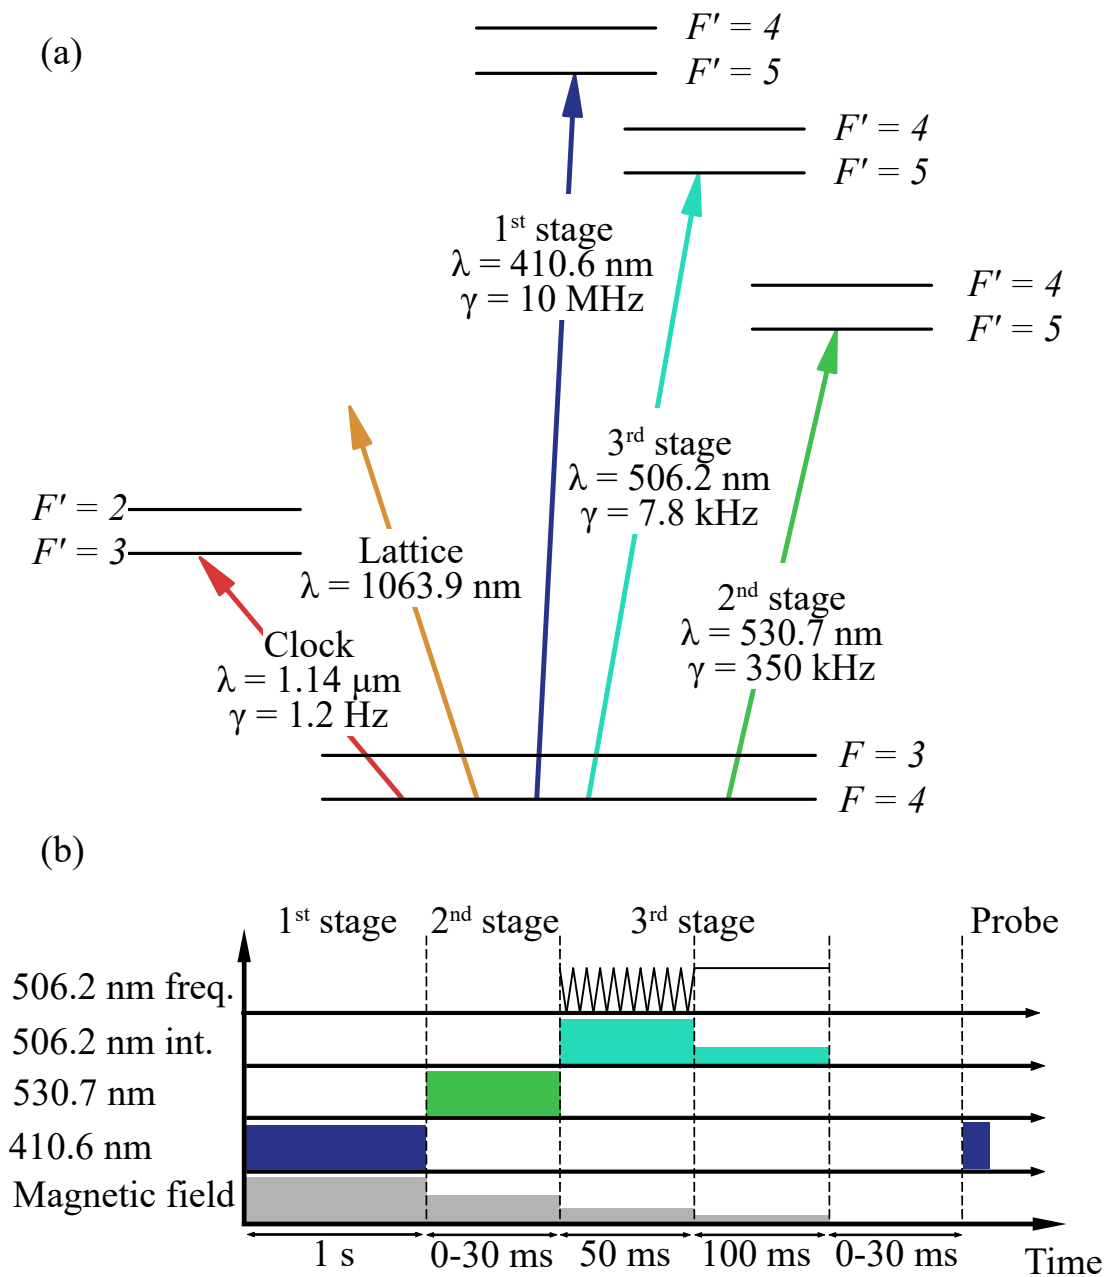 (a)
F' = 4
F' = 5
F' = 4
F' = 5
1st stage
λ = 410.6 nm
γ = 10 MHz
F' = 4
F' = 5
3rd stage
λ = 506.2 nm
γ = 7.8 kHz
F' = 2
F' = 3
Lattice
λ = 1063.9 nm
2nd stage
λ = 530.7 nm
γ = 350 kHz
Clock
λ = 1.14 μm
γ = 1.2 Hz
F = 3
F = 4
(b)
1st stage 2nd stage 3rd stage Probe
506.2 nm freq.
506.2 nm int.
530.7 nm
410.6 nm
Magnetic field
1 s 0-30 ms 50 ms 100 ms 0-30 ms Time